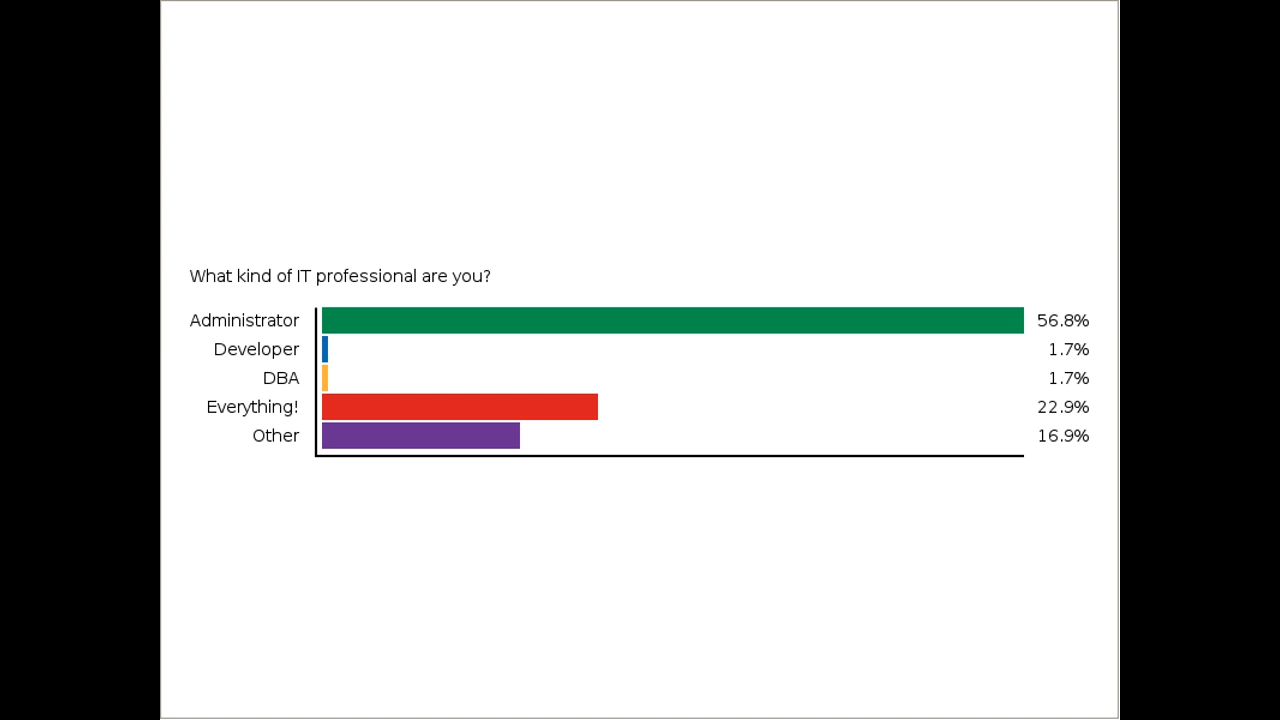 What kind of IT professional are you?
Administrator 56.8%
Developer 1.7%
DBA 1.7%
Everything! 22.9%
Other 16.9%